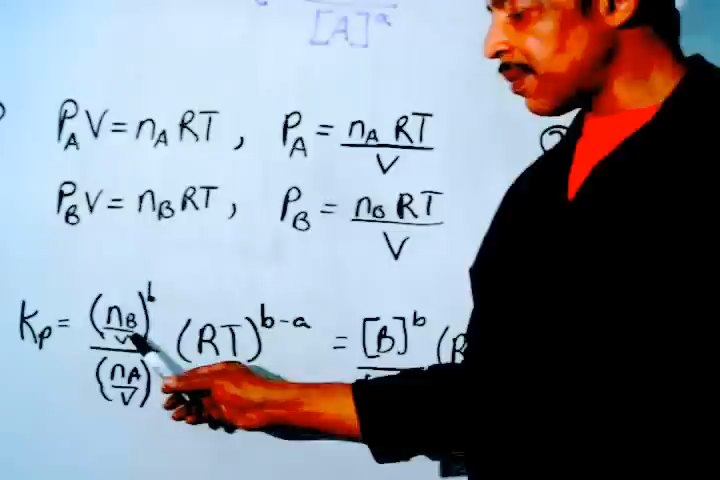 [A]^a
P_A V = n_A RT , P_A = n_A RT / V
P_B V = n_B RT , P_B = n_B RT / V
K_p = (n_B/V)^b / (n_A/V) (RT)^{b-a} = [B]^b (R